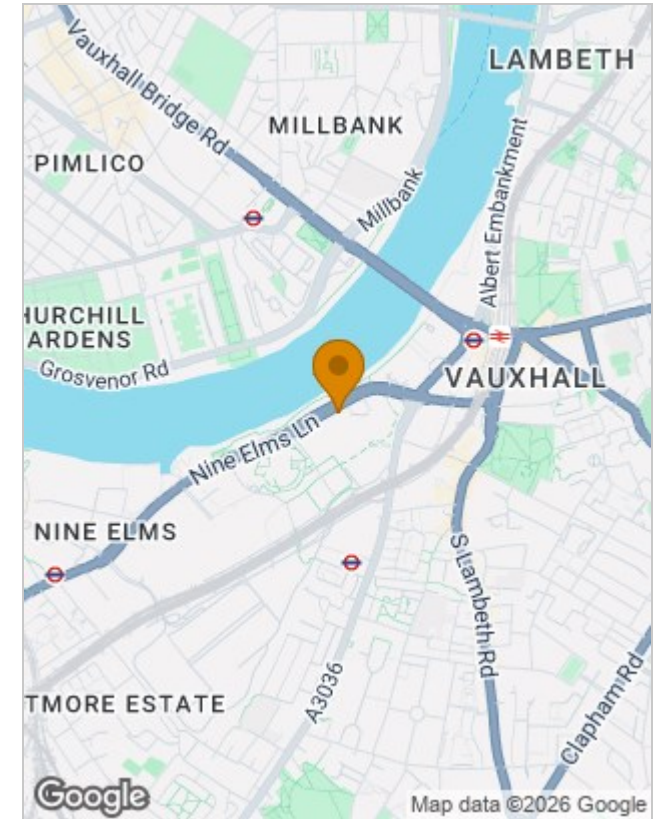 Vauxhall Bridge Rd
LAMBETH
MILLBANK
PIMLICO
Millbank
Albert Embankment
HURCHILL
ARDENS
Grosvenor Rd
VAUXHALL
Nine Elms Ln
NINE ELMS
S Lambeth Rd
A3036
Clapham Rd
TMORE ESTATE
Google
Map data ©2026 Google